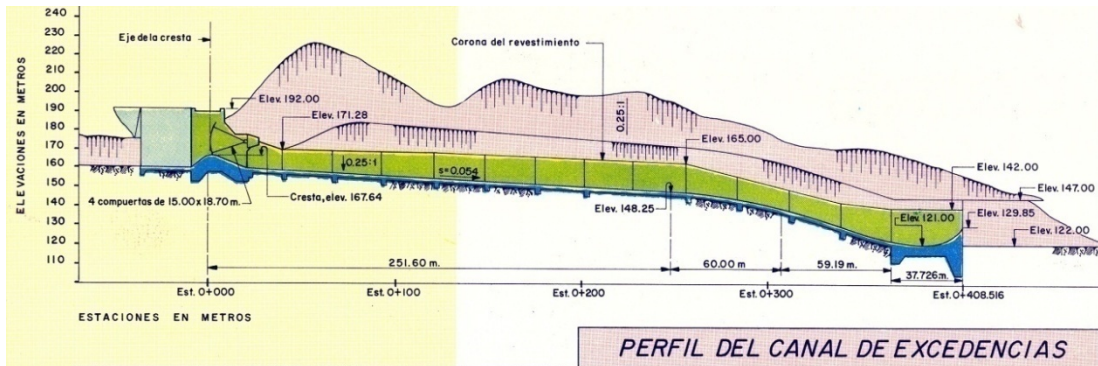 ELEVACIONES EN METROS
240
230
220
210
200
190
180
170
160
150
140
130
120
110
Eje de la cresta
Corona del revestimiento
Elev. 192.00
Elev. 171.28
0.25:1
Elev. 165.00
Elev. 142.00
Elev. 147.00
0.25:1
s=0.054
4 compuertas de 15.00 x 18.70 m.
Cresta, elev. 167.64
Elev. 148.25
Elev. 121.00
Elev. 129.85
Elev. 122.00
251.60 m.
60.00 m
59.19 m.
37.726 m.
Est. 0+000
Est. 0+100
Est. 0+200
Est. 0+300
Est. 0+408.516
ESTACIONES EN METROS
PERFIL DEL CANAL DE EXCEDENCIAS